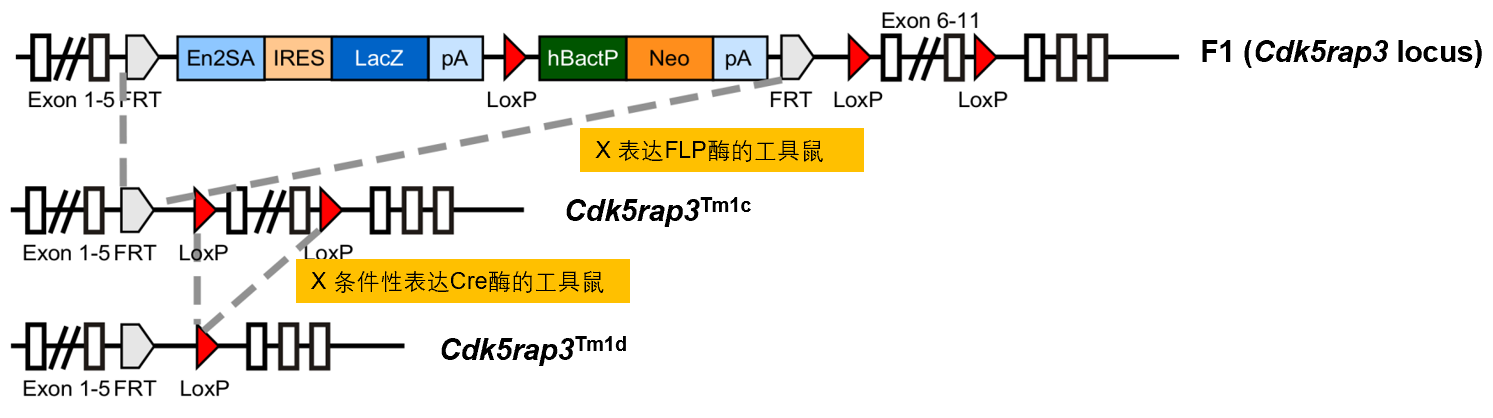 Exon 6-11
En2SA IRES LacZ pA hBactP Neo pA
F1 (Cdk5rap3 locus)
Exon 1-5 FRT LoxP FRT LoxP LoxP
X 表达FLP酶的工具鼠
Cdk5rap3Tm1c
Exon 1-5 FRT LoxP LoxP
X 条件性表达Cre酶的工具鼠
Cdk5rap3Tm1d
Exon 1-5 FRT LoxP